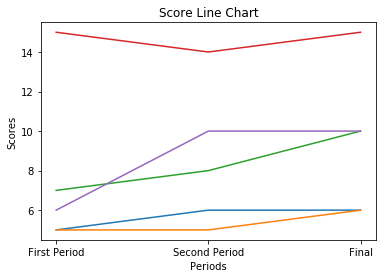 Score Line Chart
14
12
10
8
6
Scores
First Period
Second Period
Final
Periods